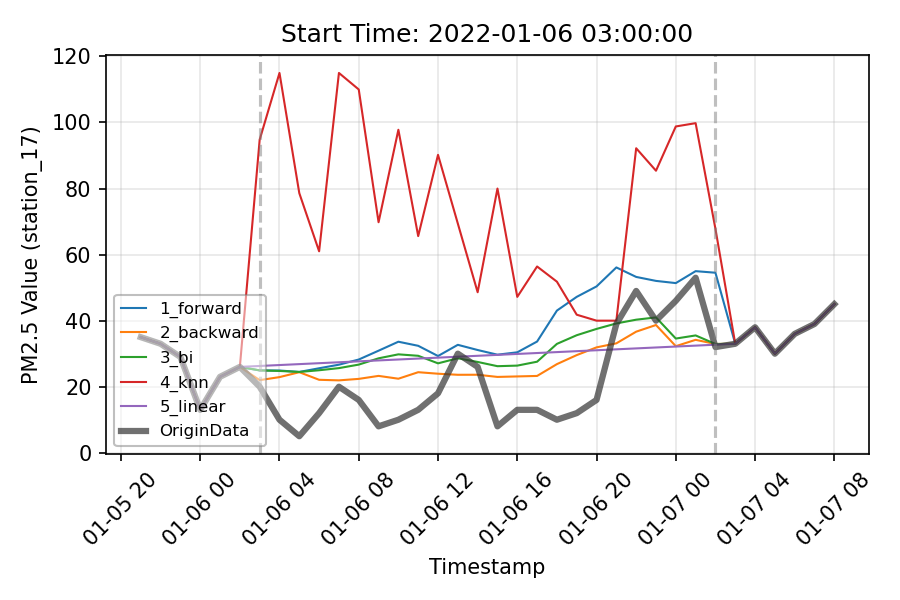 Start Time: 2022-01-06 03:00:00
PM2.5 Value (station_17)
120
100
80
60
40
20
0
1_forward
2_backward
3_bi
4_knn
5_linear
OriginData
01-05 20
01-06 00
01-06 04
01-06 08
01-06 12
01-06 16
01-06 20
01-07 00
01-07 04
01-07 08
Timestamp